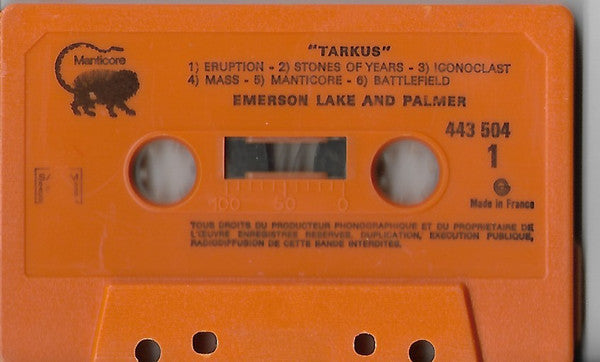 Manticore
"TARKUS"
1) ERUPTION - 2) STONES OF YEARS - 3) ICONOCLAST
4) MASS - 5) MANTICORE - 6) BATTLEFIELD
EMERSON LAKE AND PALMER
443 504
1
Made in France
100 50 0
TOUS DROITS DU PRODUCTEUR PHONOGRAPHIQUE ET DU PROPRIETAIRE DE
L'ŒUVRE ENREGISTREE RESERVES. DUPLICATION, EXECUTION PUBLIQUE,
RADIODIFFUSION DE CETTE BANDE INTERDITES.